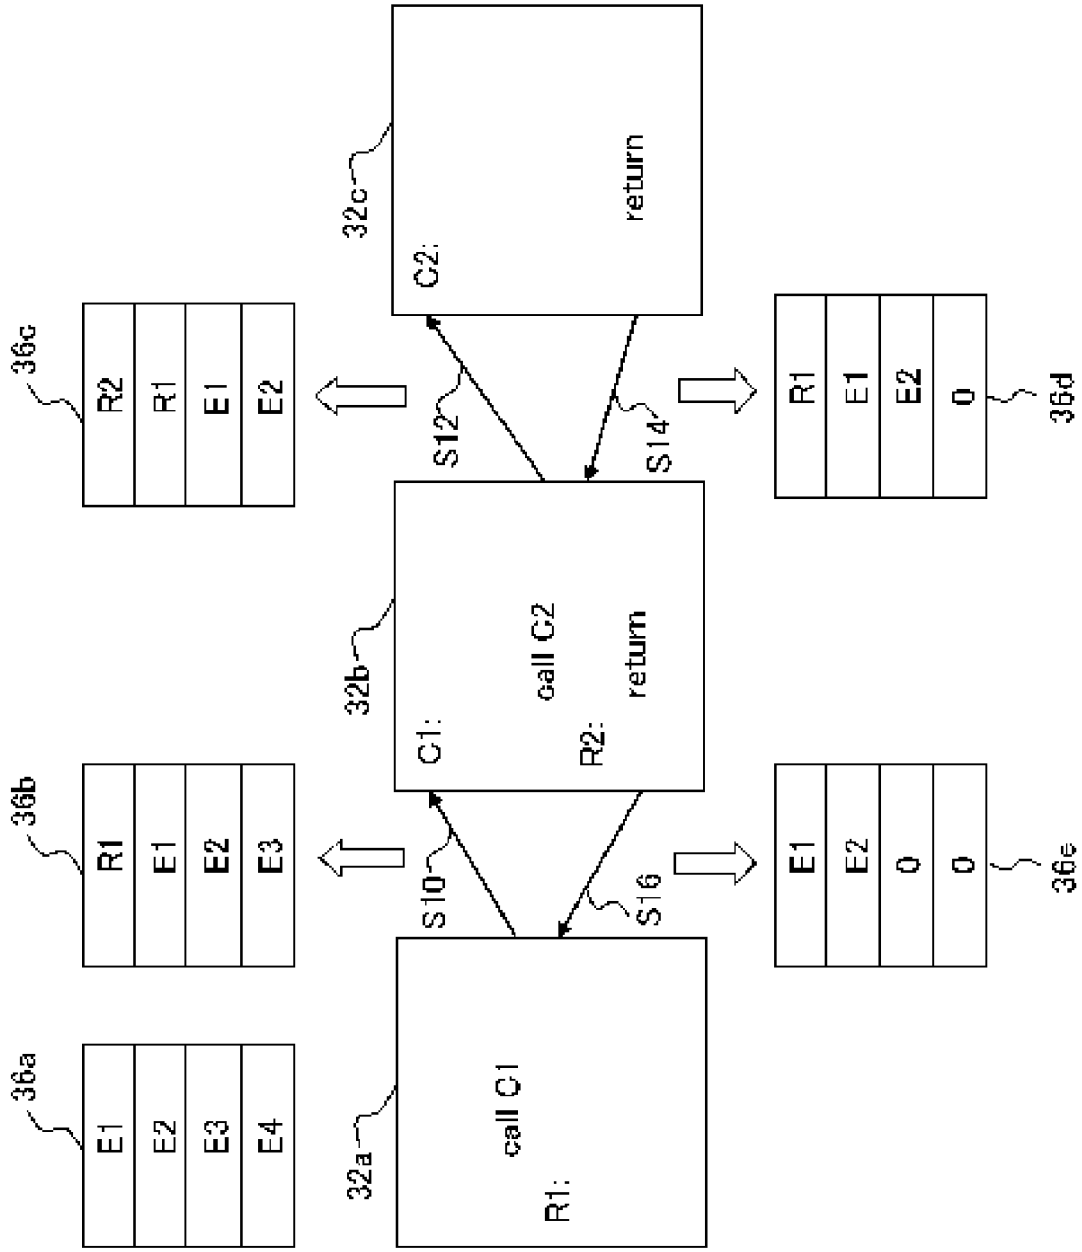 36a
E1
E2
E3
E4
36b
R1
E1
E2
E3
36c
R2
R1
E1
E2
32a
call C1
R1:
S10
S16
32b
C1:
call C2
R2:
return
S12
S14
32c
C2:
return
E1
E2
0
0
36e
R1
E1
E2
0
36d